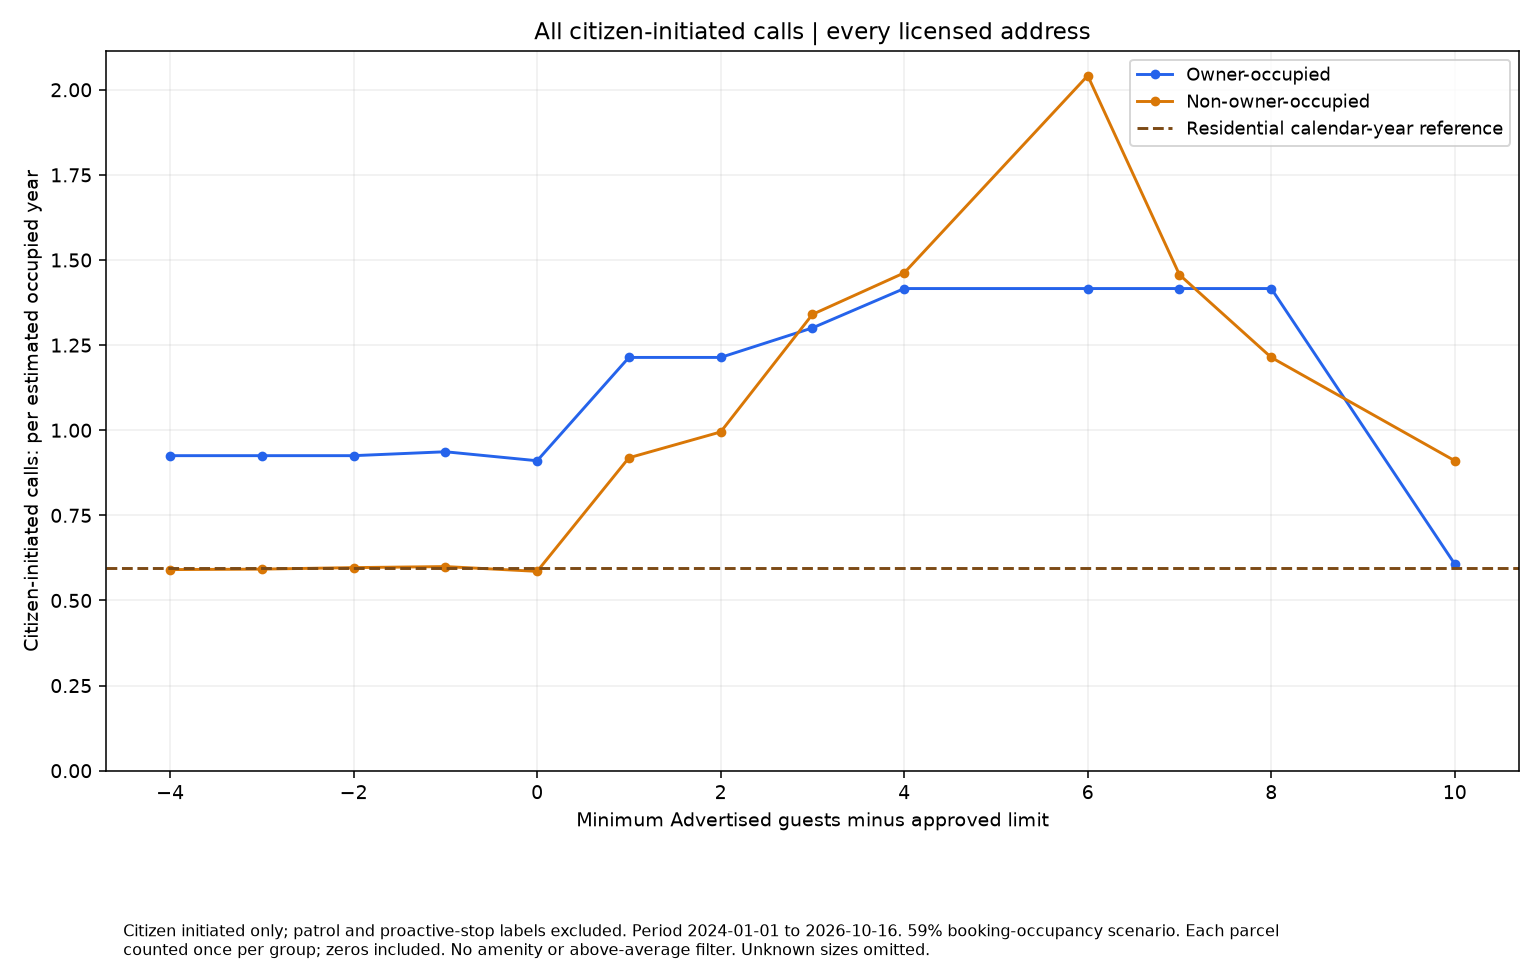 All citizen-initiated calls | every licensed address
Owner-occupied
Non-owner-occupied
Residential calendar-year reference
Citizen-initiated calls: per estimated occupied year
2.00
1.75
1.50
1.25
1.00
0.75
0.50
0.25
0.00
−4
−2
0
2
4
6
8
10
Minimum Advertised guests minus approved limit
Citizen initiated only; patrol and proactive-stop labels excluded. Period 2024-01-01 to 2026-10-16. 59% booking-occupancy scenario. Each parcel
counted once per group; zeros included. No amenity or above-average filter. Unknown sizes omitted.